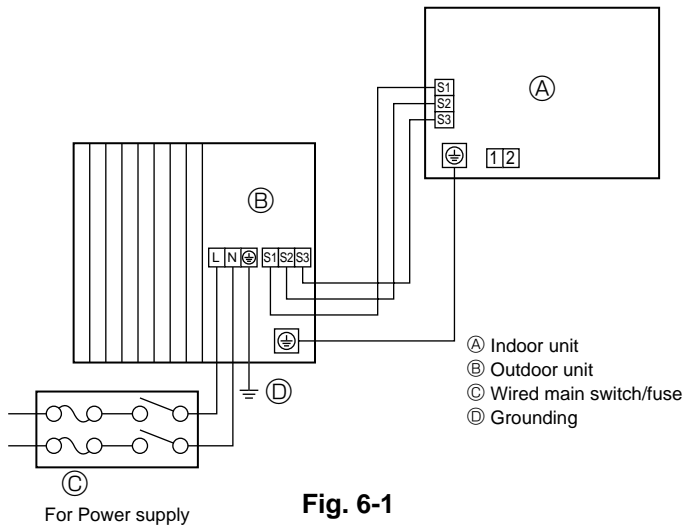 S1
S2
S3
Ⓐ
1 2
Ⓑ
L N S1 S2 S3
Ⓓ
Ⓐ Indoor unit
Ⓑ Outdoor unit
Ⓒ Wired main switch/fuse
Ⓓ Grounding
Ⓒ
For Power supply
Fig. 6-1